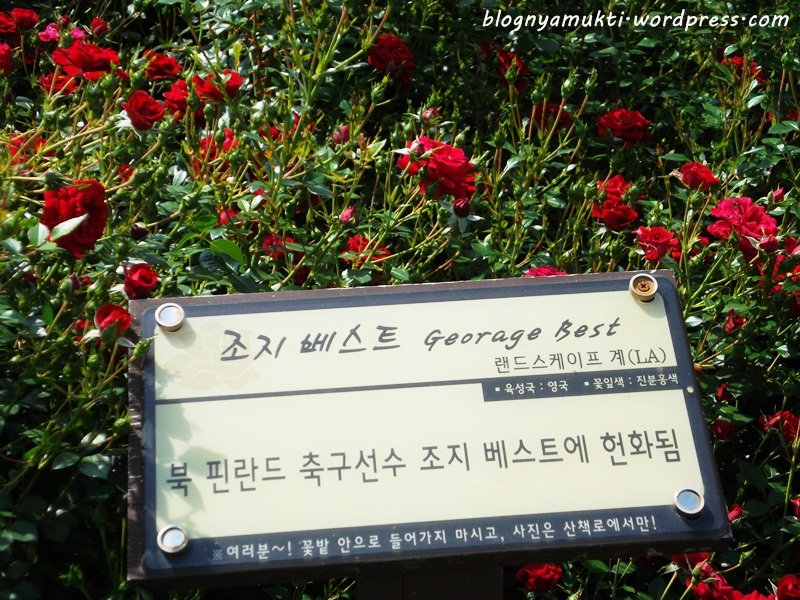 blognyamukti.wordpress.com
조지 베스트 Georage Best
랜드스케이프 계(LA)
▪ 육성국 : 영국 ▪ 꽃잎색 : 진분홍색
북 핀란드 축구선수 조지 베스트에 헌화됨
※ 여러분~! 꽃밭 안으로 들어가지 마시고, 사진은 산책로에서만!